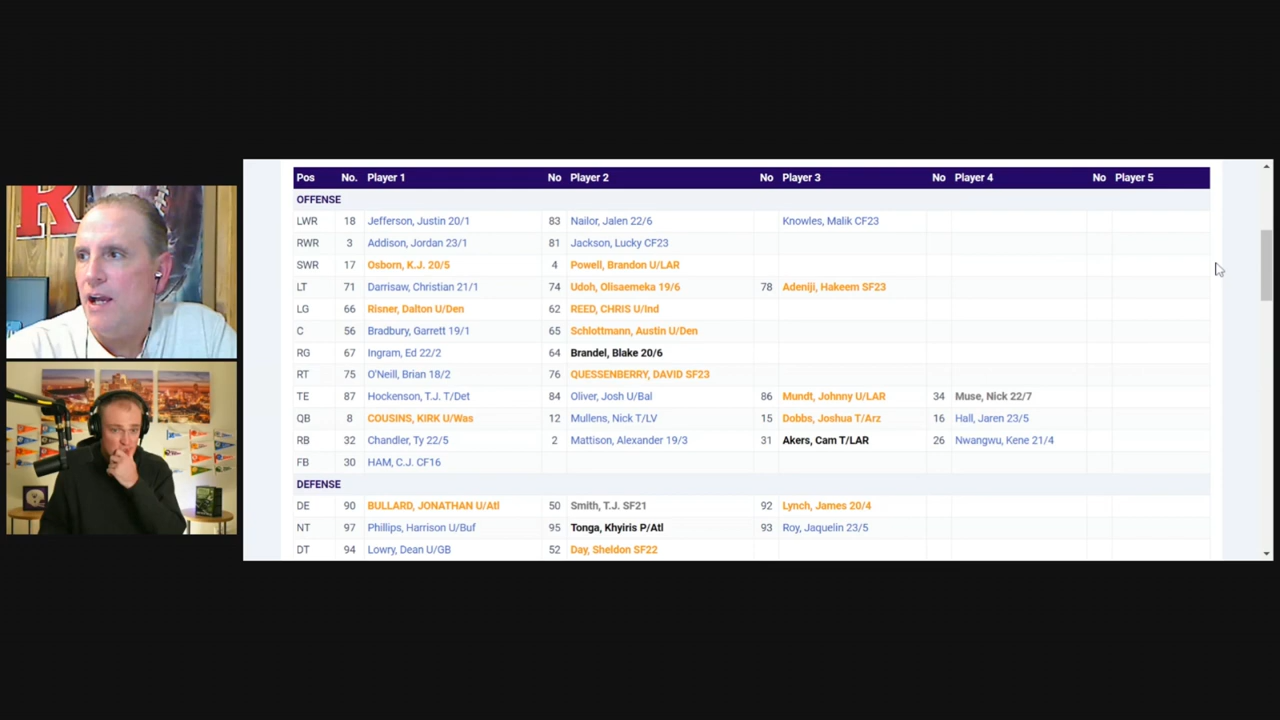 R
Pos No. Player 1 No Player 2 No Player 3 No Player 4 No Player 5
OFFENSE
LWR 18 Jefferson, Justin 20/1 83 Nailor, Jalen 22/6 Knowles, Malik CF23
RWR 3 Addison, Jordan 23/1 81 Jackson, Lucky CF23
SWR 17 Osborn, K.J. 20/5 4 Powell, Brandon U/LAR
LT 71 Darrisaw, Christian 21/1 74 Udoh, Olisaemeka 19/6 78 Adeniji, Hakeem SF23
LG 66 Risner, Dalton U/Den 62 REED, CHRIS U/Ind
C 56 Bradbury, Garrett 19/1 65 Schlottmann, Austin U/Den
RG 67 Ingram, Ed 22/2 64 Brandel, Blake 20/6
RT 75 O'Neill, Brian 18/2 76 QUESSENBERRY, DAVID SF23
TE 87 Hockenson, T.J. T/Det 84 Oliver, Josh U/Bal 86 Mundt, Johnny U/LAR 34 Muse, Nick 22/7
QB 8 COUSINS, KIRK U/Was 12 Mullens, Nick T/LV 15 Dobbs, Joshua T/Arz 16 Hall, Jaren 23/5
RB 32 Chandler, Ty 22/5 2 Mattison, Alexander 19/3 31 Akers, Cam T/LAR 26 Nwangwu, Kene 21/4
FB 30 HAM, C.J. CF16
DEFENSE
DE 90 BULLARD, JONATHAN U/Atl 50 Smith, T.J. SF21 92 Lynch, James 20/4
NT 97 Phillips, Harrison U/Buf 95 Tonga, Khyiris P/Atl 93 Roy, Jaquelin 23/5
DT 94 Lowry, Dean U/GB 52 Day, Sheldon SF22